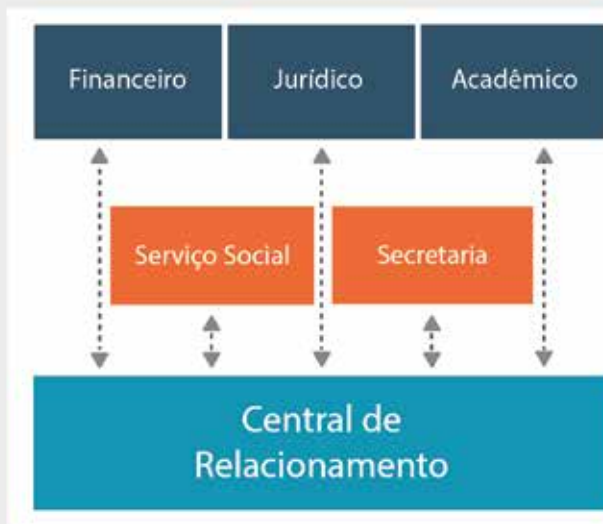 Financeiro
Jurídico
Acadêmico
Serviço Social
Secretaria
Central de
Relacionamento